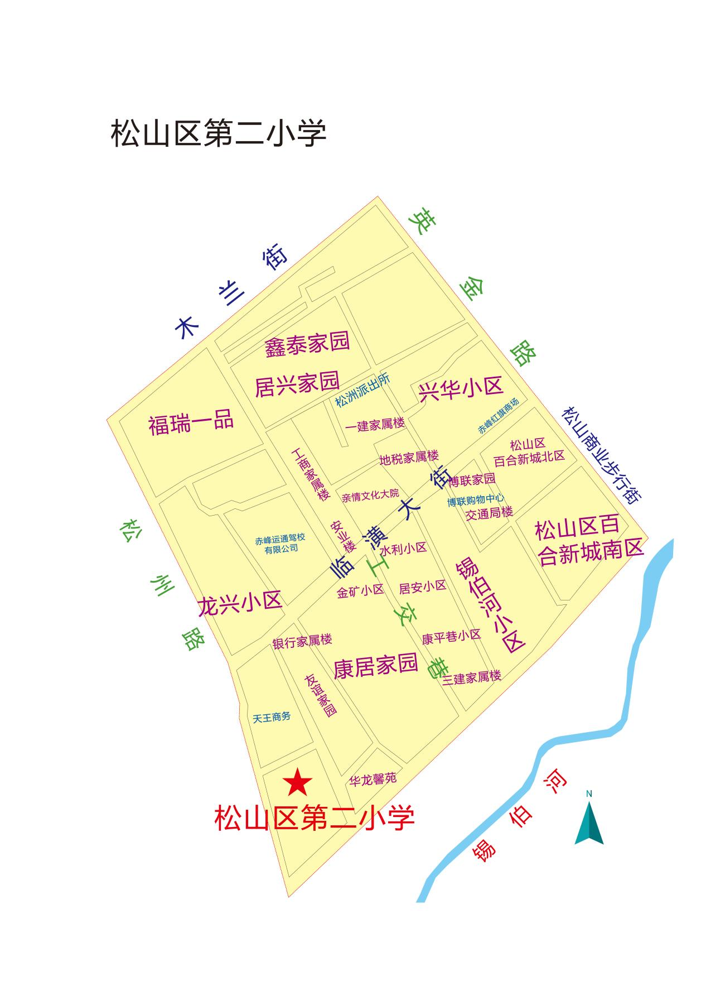 松山区第二小学
英金路
木兰街
鑫泰家园
居兴家园
松洲派出所
兴华小区
福瑞一品
一建家属楼
赤峰红旗商场
松山商业步行街
松山区
百合新城北区
工商家属楼
地税家属楼
博联家园
亲情文化大院
博联购物中心
交通局楼
临潢大街
松州路
安业楼
松山区百
合新城南区
赤峰运通驾校
有限公司
水利小区
工交巷
锡伯河小区
金矿小区
居安小区
龙兴小区
银行家属楼
康平巷小区
康居家园
三建家属楼
友谊家园
天王商务
华龙馨苑
松山区第二小学
锡伯河
N